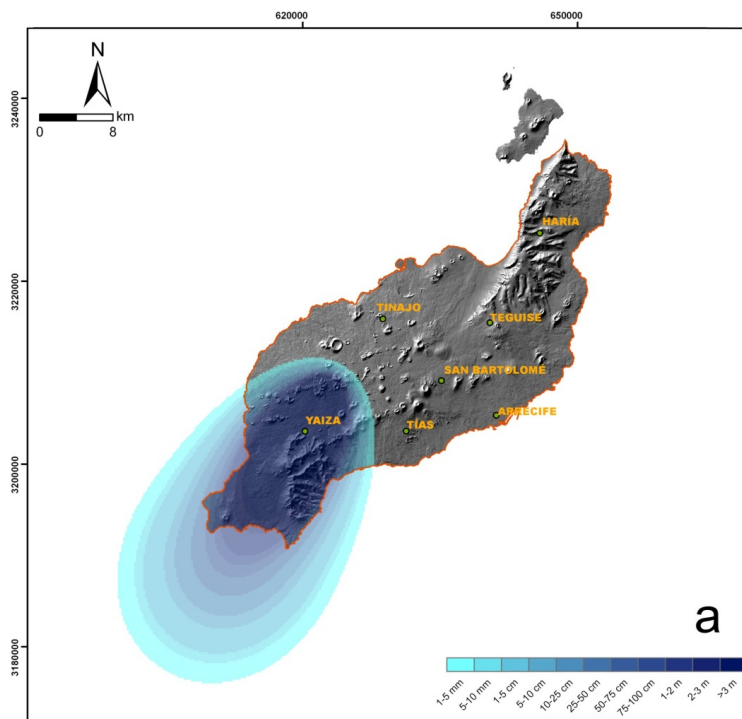 620000 650000
N
km
0 8
3240000
3220000
3200000
3180000
HARÍA
TINAJO
TEGUISE
SAN BARTOLOMÉ
YAIZA
TÍAS
ARRECIFE
a
1-5 mm
5-10 mm
1-5 cm
5-10 cm
10-25 cm
25-50 cm
50-75 cm
75-100 cm
1-2 m
2-3 m
>3 m